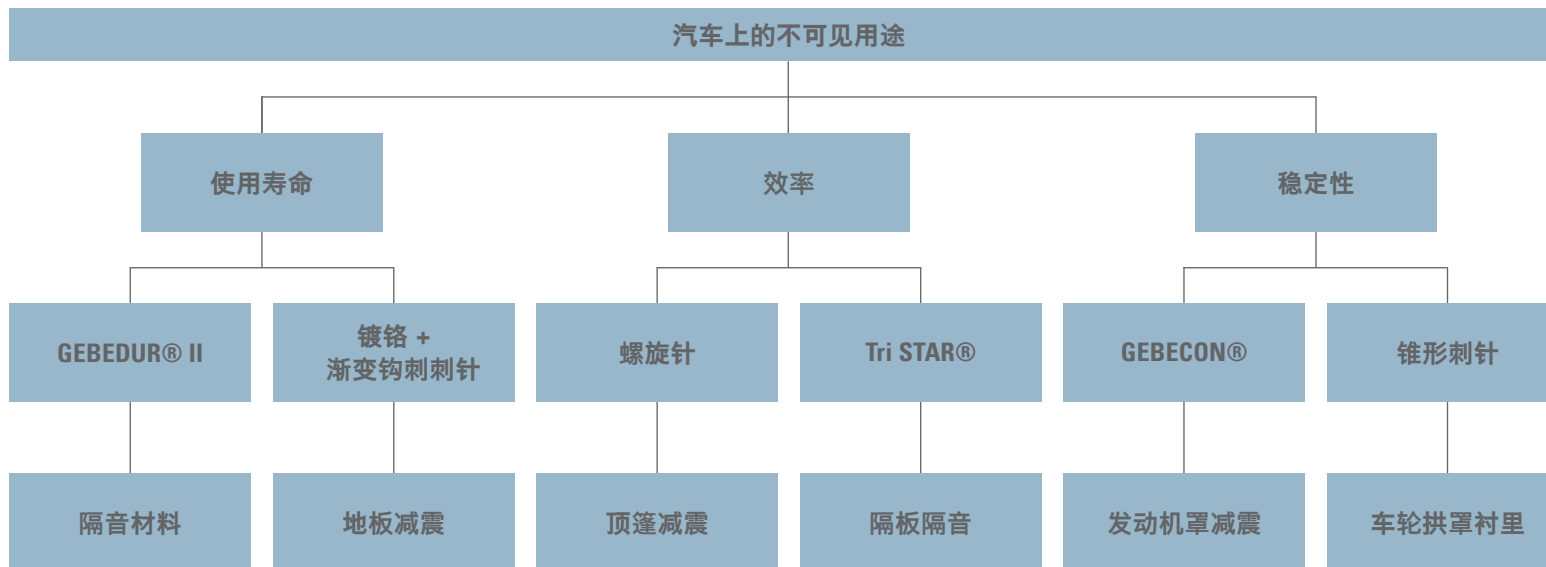 汽车上的不可见用途
使用寿命
效率
稳定性
GEBEDUR® II
镀铬 +
渐变钩刺刺针
螺旋针
Tri STAR®
GEBECON®
锥形刺针
隔音材料
地板减震
顶篷减震
隔板隔音
发动机罩减震
车轮拱罩衬里